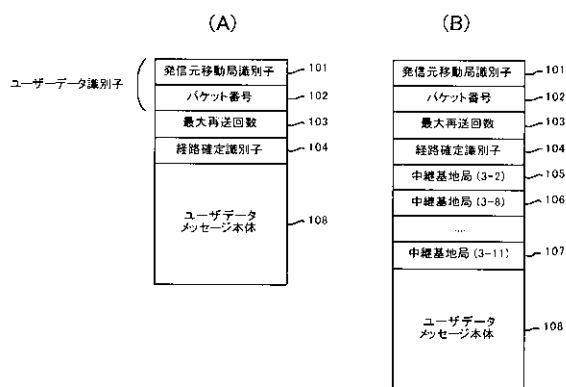 (A)
ユーザーデータ識別子
発信元移動局識別子 101
パケット番号 102
最大再送回数 103
経路確定識別子 104
ユーザデータ
メッセージ本体 108
(B)
発信元移動局識別子 101
パケット番号 102
最大再送回数 103
経路確定識別子 104
中継基地局(3-2) 105
中継基地局(3-8) 106
....
中継基地局(3-11) 107
ユーザデータ
メッセージ本体 108